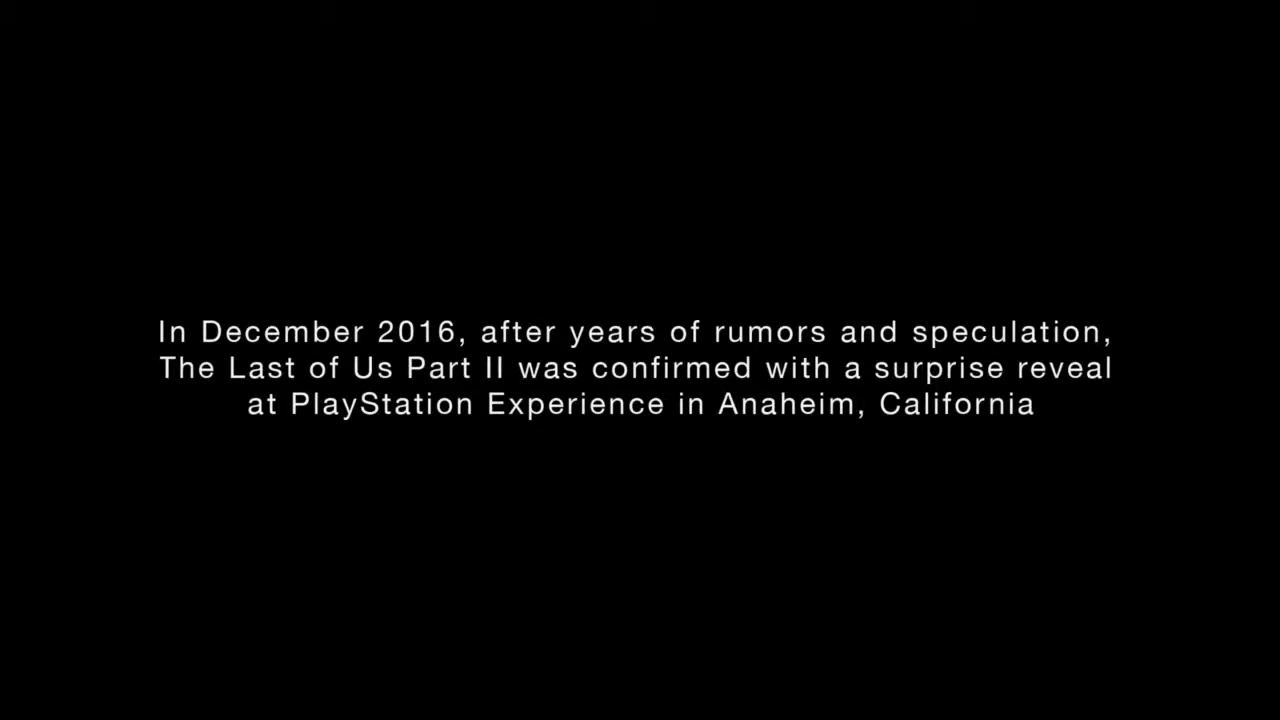 In December 2016, after years of rumors and speculation,
The Last of Us Part II was confirmed with a surprise reveal
at PlayStation Experience in Anaheim, California